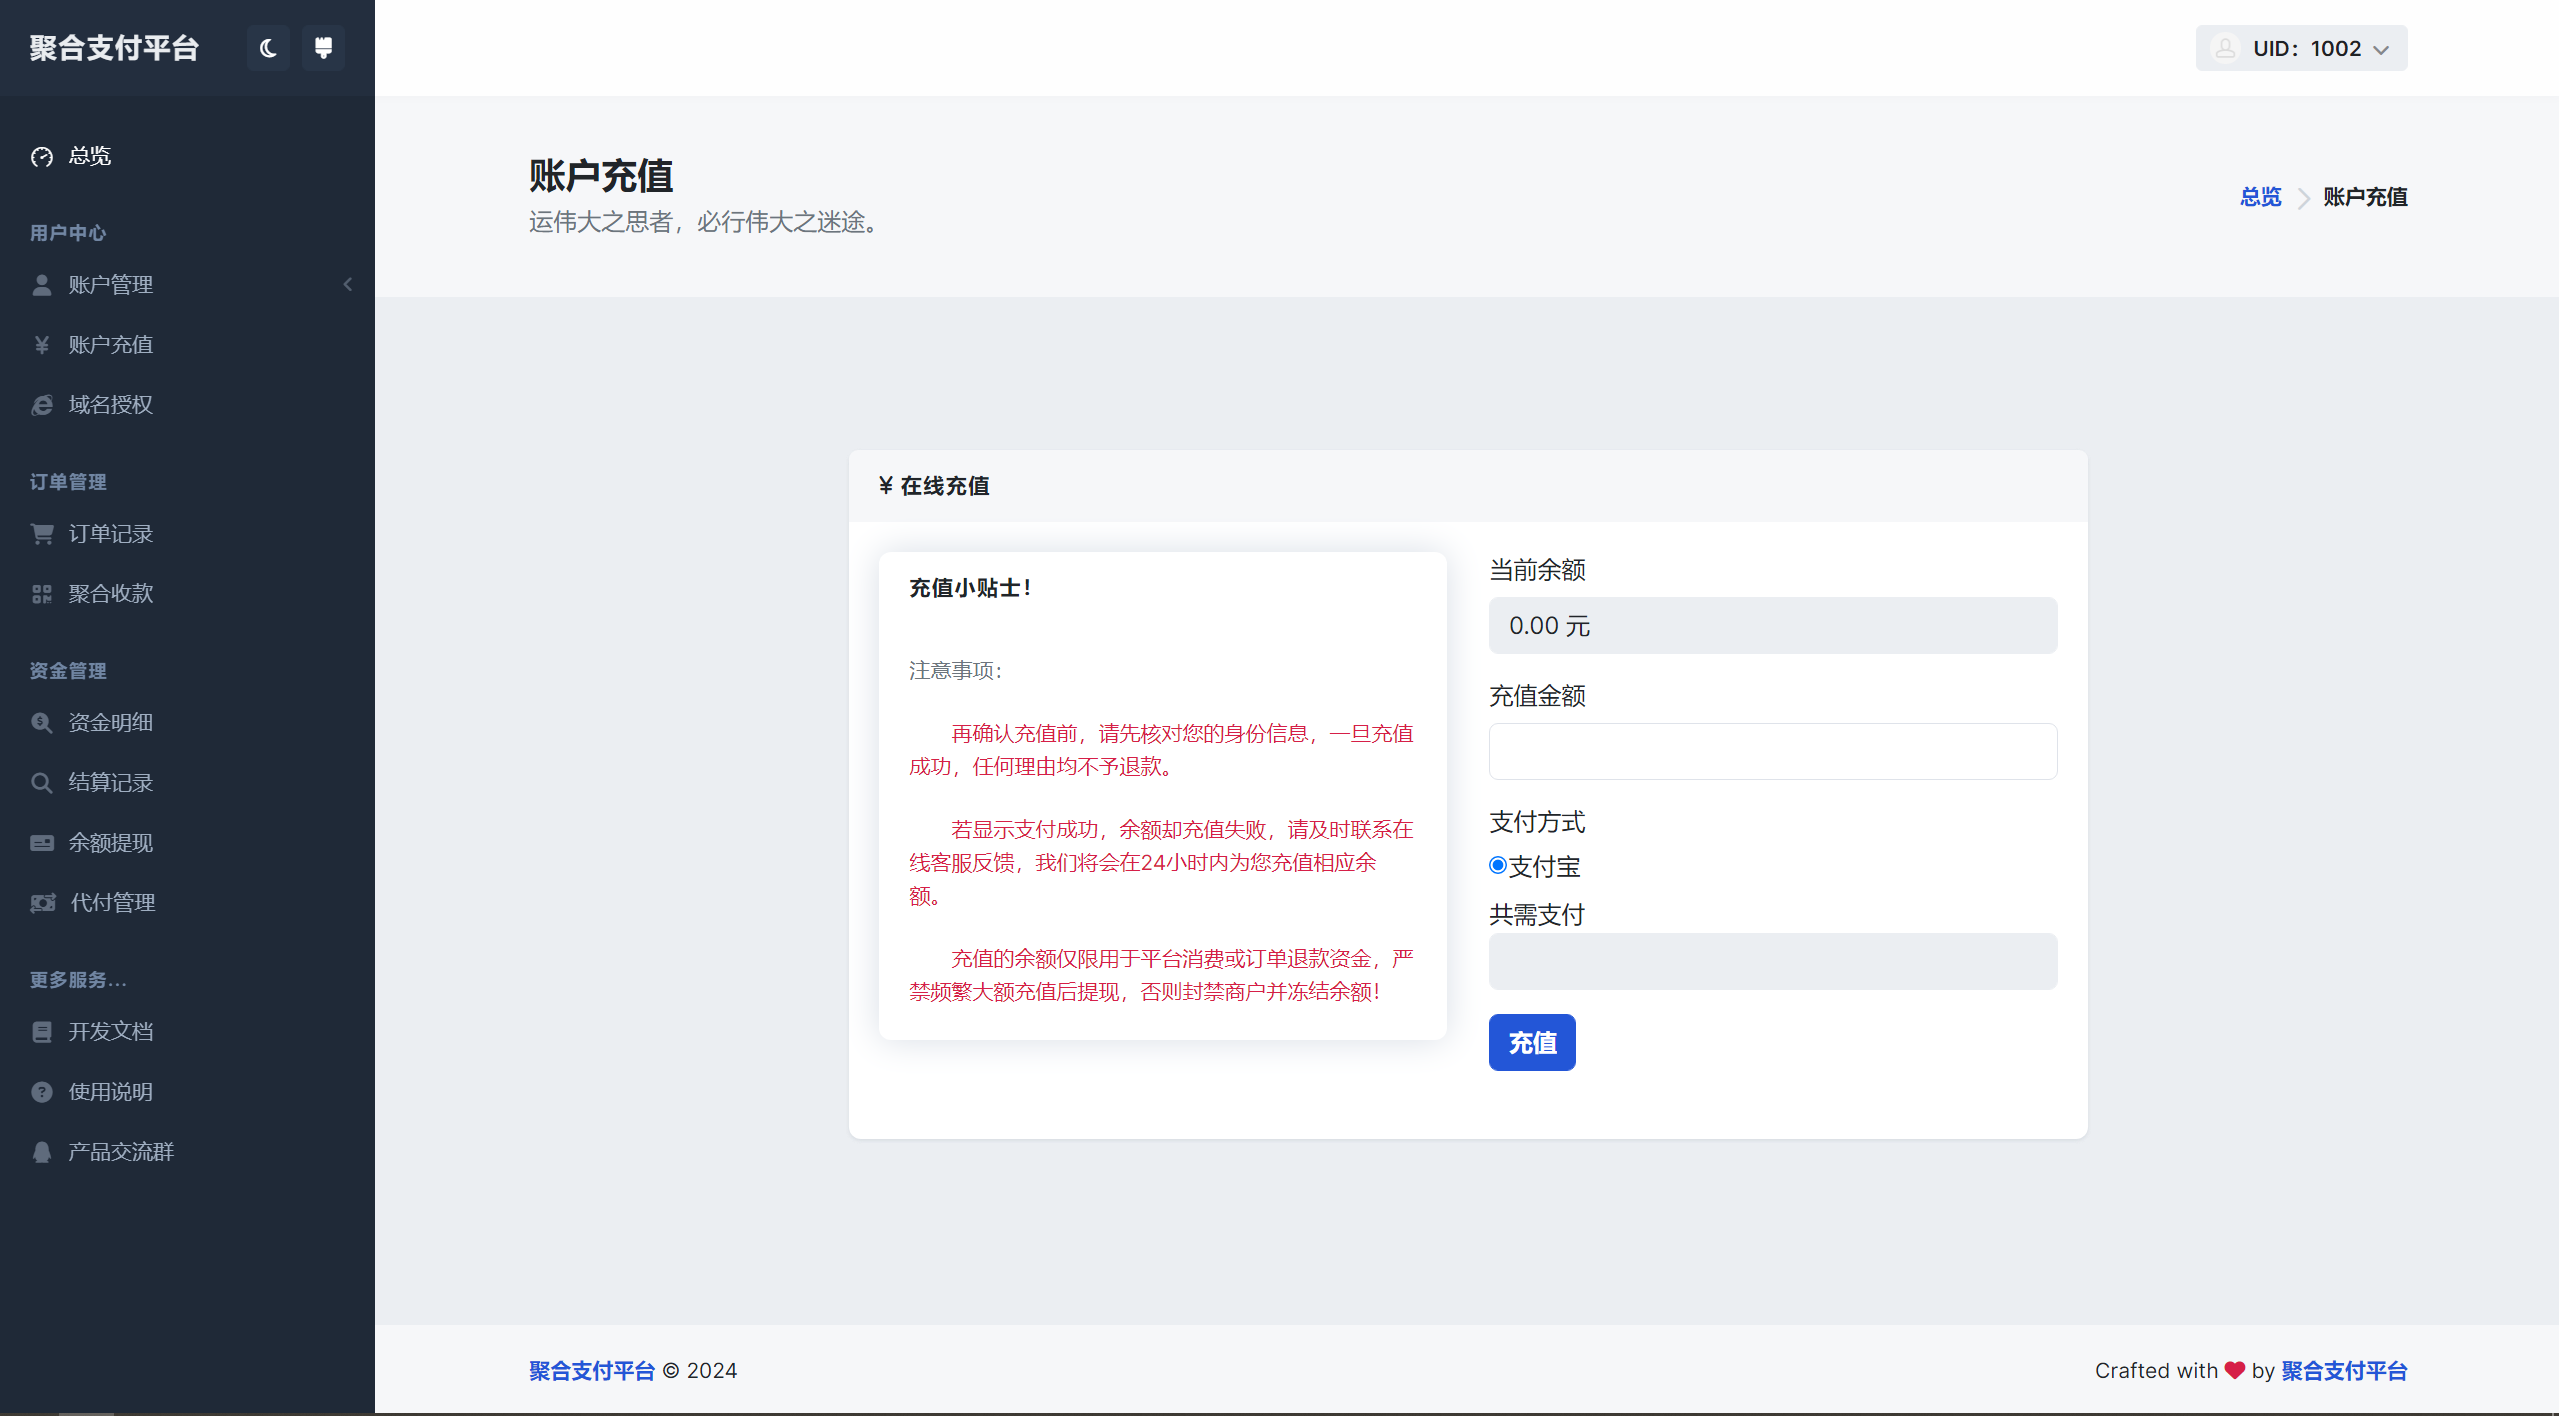 聚合支付平台
UID：1002
总览
用户中心
账户管理
¥ 账户充值
域名授权
订单管理
订单记录
聚合收款
资金管理
资金明细
结算记录
余额提现
代付管理
更多服务...
开发文档
使用说明
产品交流群
账户充值
运伟大之思者，必行伟大之迷途。
总览 账户充值
¥ 在线充值
充值小贴士！
注意事项：
再确认充值前，请先核对您的身份信息，一旦充值
成功，任何理由均不予退款。
若显示支付成功，余额却充值失败，请及时联系在
线客服反馈，我们将会在24小时内为您充值相应余
额。
充值的余额仅限用于平台消费或订单退款资金，严
禁频繁大额充值后提现，否则封禁商户并冻结余额！
当前余额
0.00 元
充值金额
支付方式
支付宝
共需支付
充值
聚合支付平台 © 2024
Crafted with ❤ by 聚合支付平台